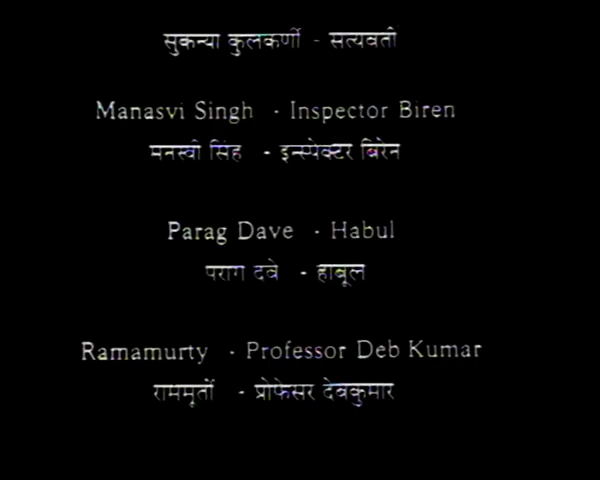 सुकन्या कुलकर्णी - सत्यवती
Manasvi Singh - Inspector Biren
मनस्वी सिंह - इन्स्पेक्टर बिरेन
Parag Dave - Habul
पराग दवे - हाबूल
Ramamurty - Professor Deb Kumar
राममूर्ती - प्रोफेसर देबकुमार